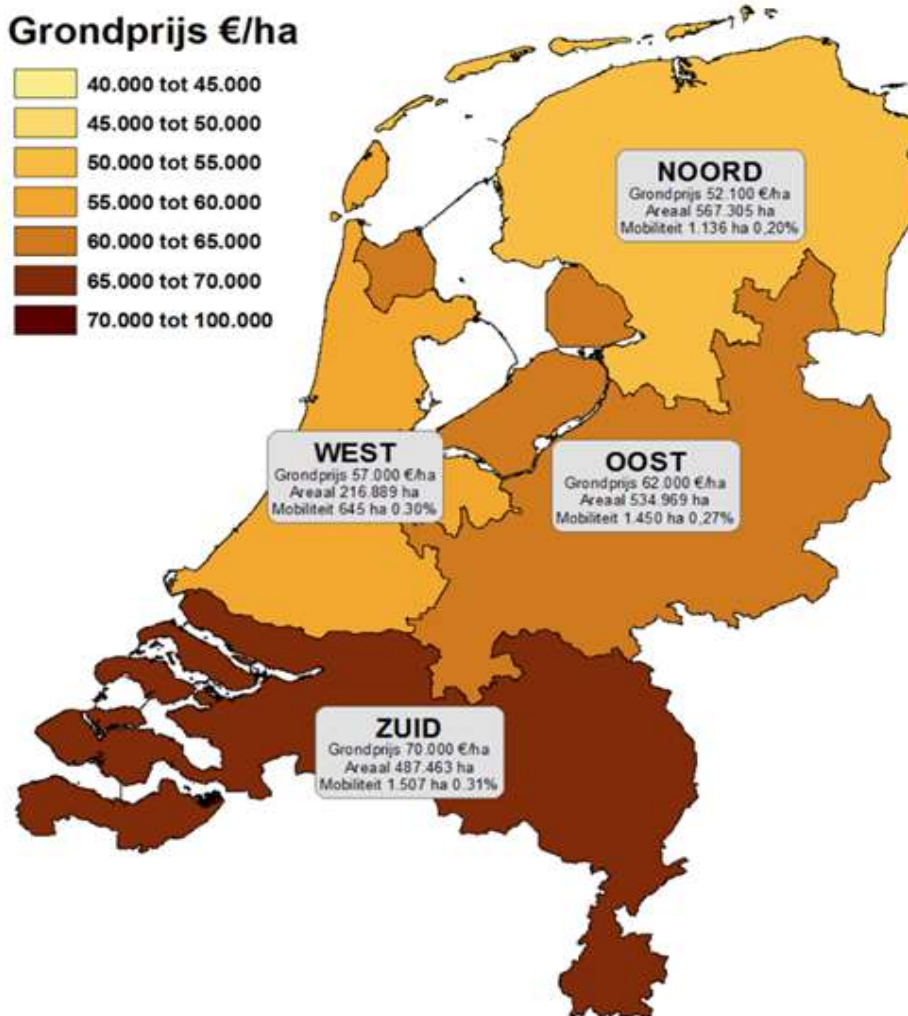 Grondprijs €/ha
40.000 tot 45.000
45.000 tot 50.000
50.000 tot 55.000
55.000 tot 60.000
60.000 tot 65.000
65.000 tot 70.000
70.000 tot 100.000
NOORD
Grondprijs 52.100 €/ha
Areaal 567.305 ha
Mobiliteit 1.136 ha 0,20%
WEST
Grondprijs 57.000 €/ha
Areaal 216.889 ha
Mobiliteit 645 ha 0.30%
OOST
Grondprijs 62.000 €/ha
Areaal 534.969 ha
Mobiliteit 1.450 ha 0,27%
ZUID
Grondprijs 70.000 €/ha
Areaal 487.463 ha
Mobiliteit 1.507 ha 0.31%